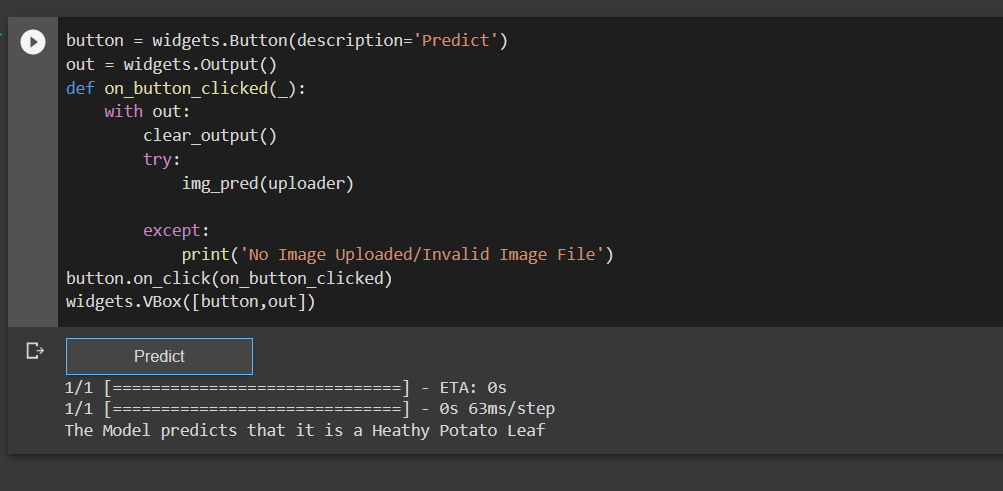 button = widgets.Button(description='Predict')
out = widgets.Output()
def on_button_clicked(_):
    with out:
        clear_output()
        try:
            img_pred(uploader)
        except:
            print('No Image Uploaded/Invalid Image File')
button.on_click(on_button_clicked)
widgets.VBox([button,out])
Predict
1/1 [==============================] - ETA: 0s
1/1 [==============================] - 0s 63ms/step
The Model predicts that it is a Heathy Potato Leaf